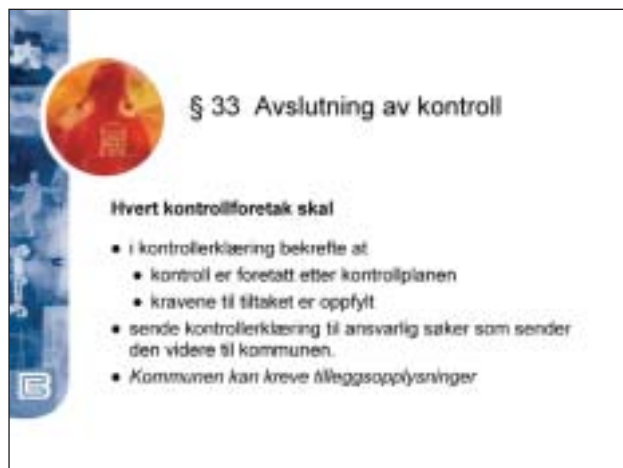 § 33 Avslutning av kontroll
Hvert kontrollforetak skal
• i kontrollerklæring bekrefte at
• kontroll er foretatt etter kontrollplanen
• kravene til tiltaket er oppfylt
• sende kontrollerklæring til ansvarlig søker som sender
den videre til kommunen.
• Kommunen kan kreve tilleggsopplysninger